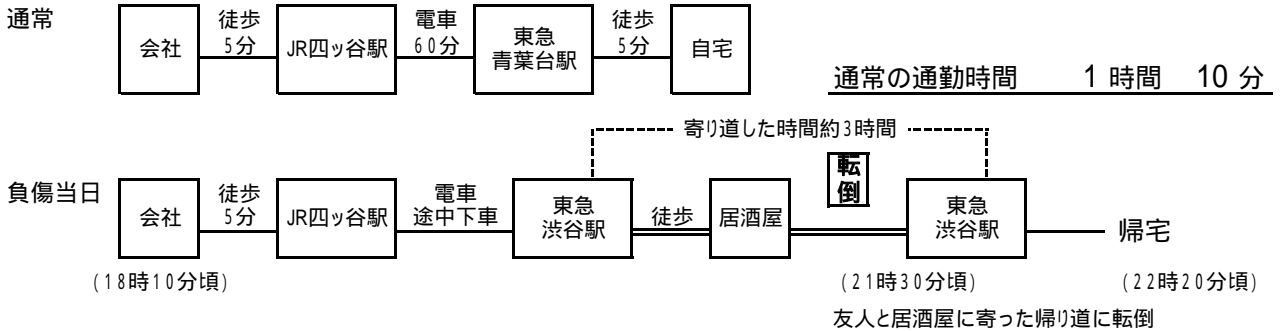 通常
会社
徒歩
5分
JR四ッ谷駅
電車
60分
東急
青葉台駅
徒歩
5分
自宅
通常の通勤時間 1 時間 10 分
寄り道した時間約3時間
負傷当日
会社
徒歩
5分
JR四ッ谷駅
電車
途中下車
東急
渋谷駅
徒歩
居酒屋
転
倒
東急
渋谷駅
帰宅
(18時10分頃)
(21時30分頃)
(22時20分頃)
友人と居酒屋に寄った帰り道に転倒